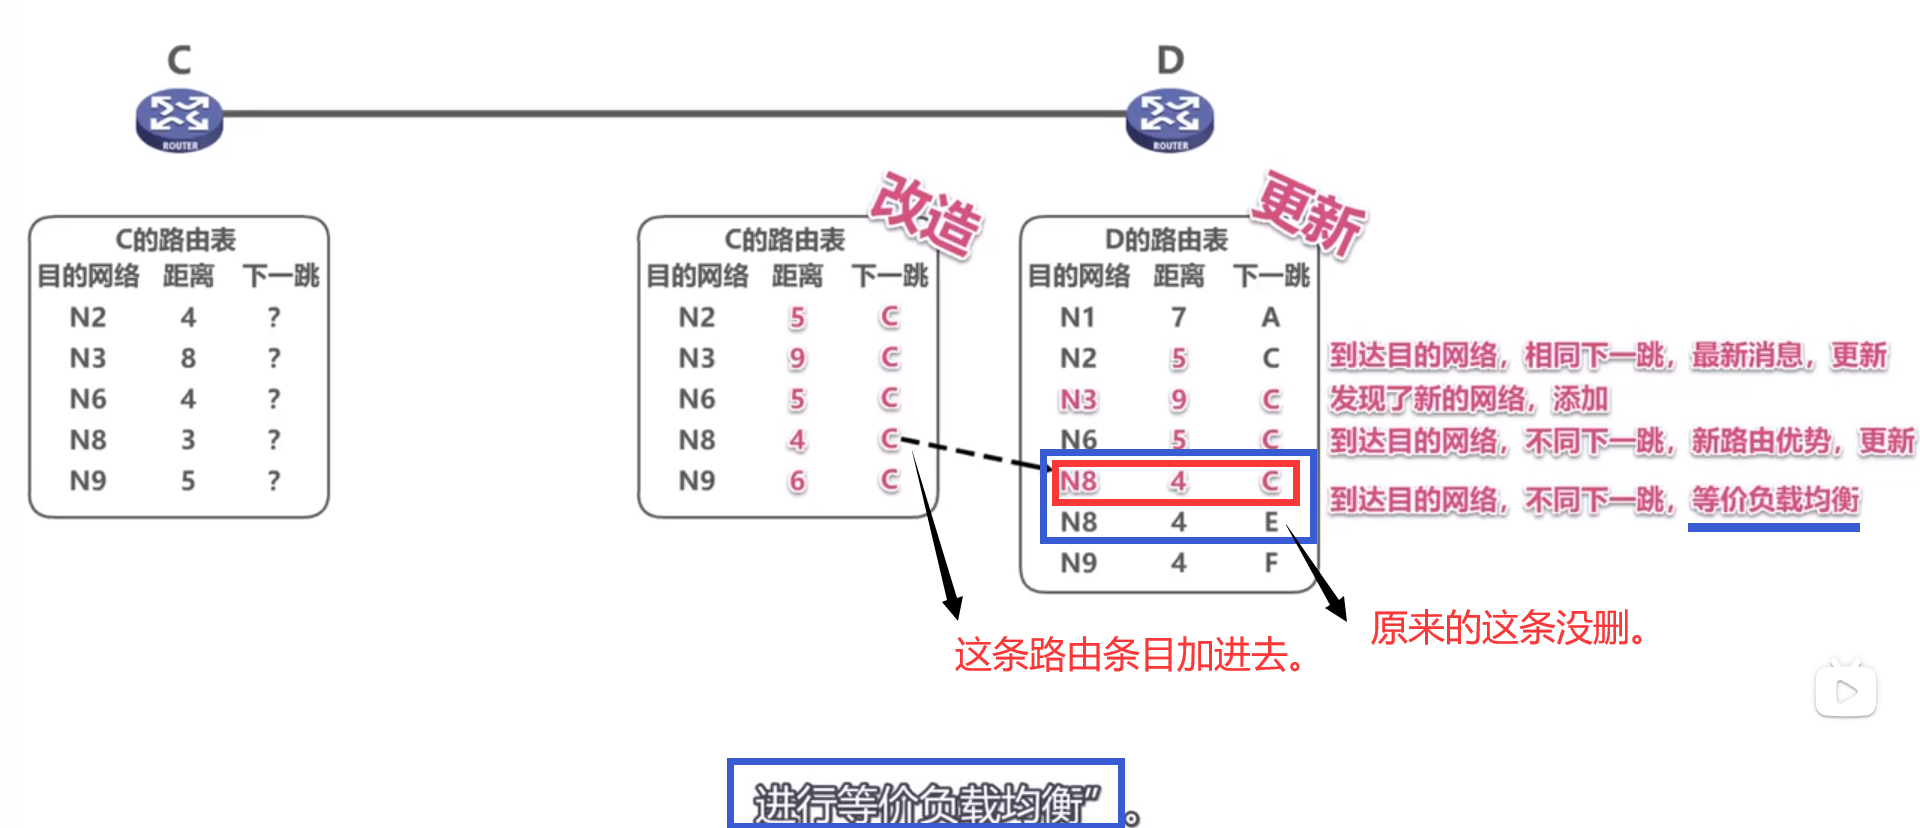 C
D
ROUTER
ROUTER
改造
更新
C的路由表
目的网络 距离 下一跳
N2 4 ?
N3 8 ?
N6 4 ?
N8 3 ?
N9 5 ?
C的路由表
目的网络 距离 下一跳
N2 5 C
N3 9 C
N6 5 C
N8 4 C
N9 6 C
D的路由表
目的网络 距离 下一跳
N1 7 A
N2 5 C
N3 9 C
N6 5 C
N8 4 C
N8 4 E
N9 4 F
到达目的网络，相同下一跳，最新消息，更新
发现了新的网络，添加
到达目的网络，不同下一跳，新路由优势，更新
到达目的网络，不同下一跳，等价负载均衡
这条路由条目加进去。
原来的这条没删。
进行等价负载均衡”。